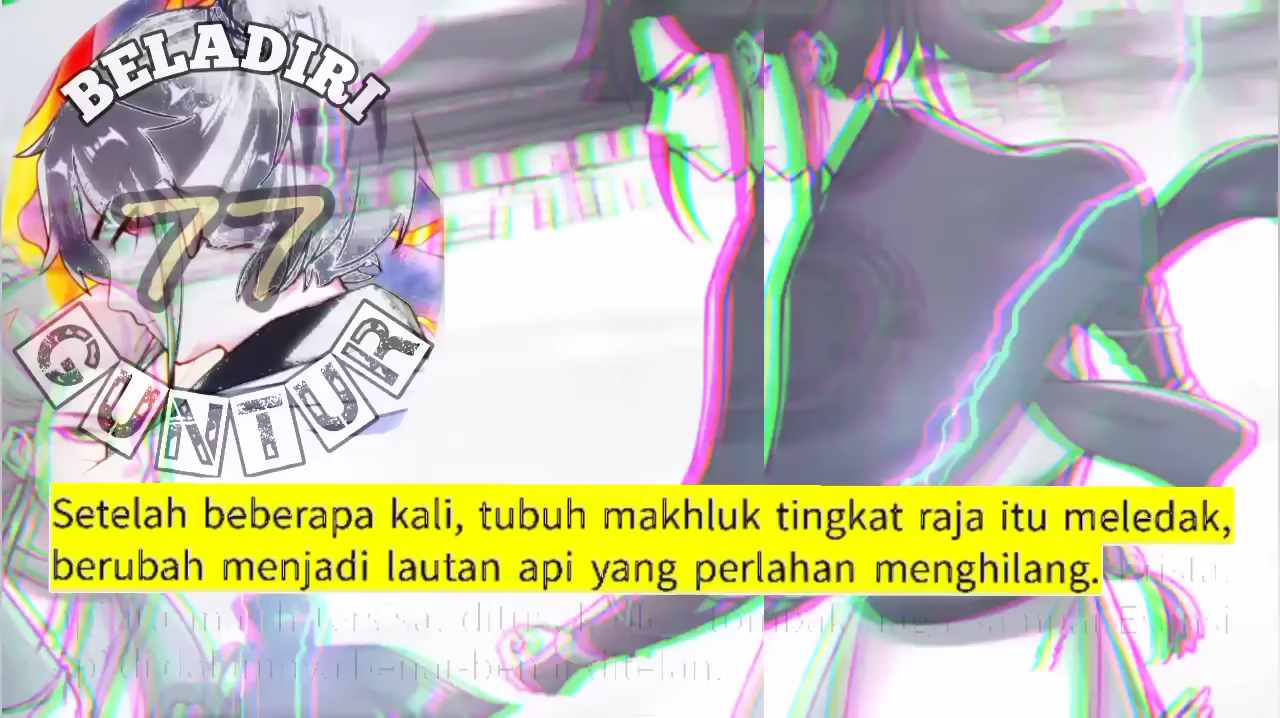 BELADIRI
77
GUNTUR
Setelah beberapa kali, tubuh makhluk tingkat raja itu meledak,
berubah menjadi lautan api yang perlahan menghilang.